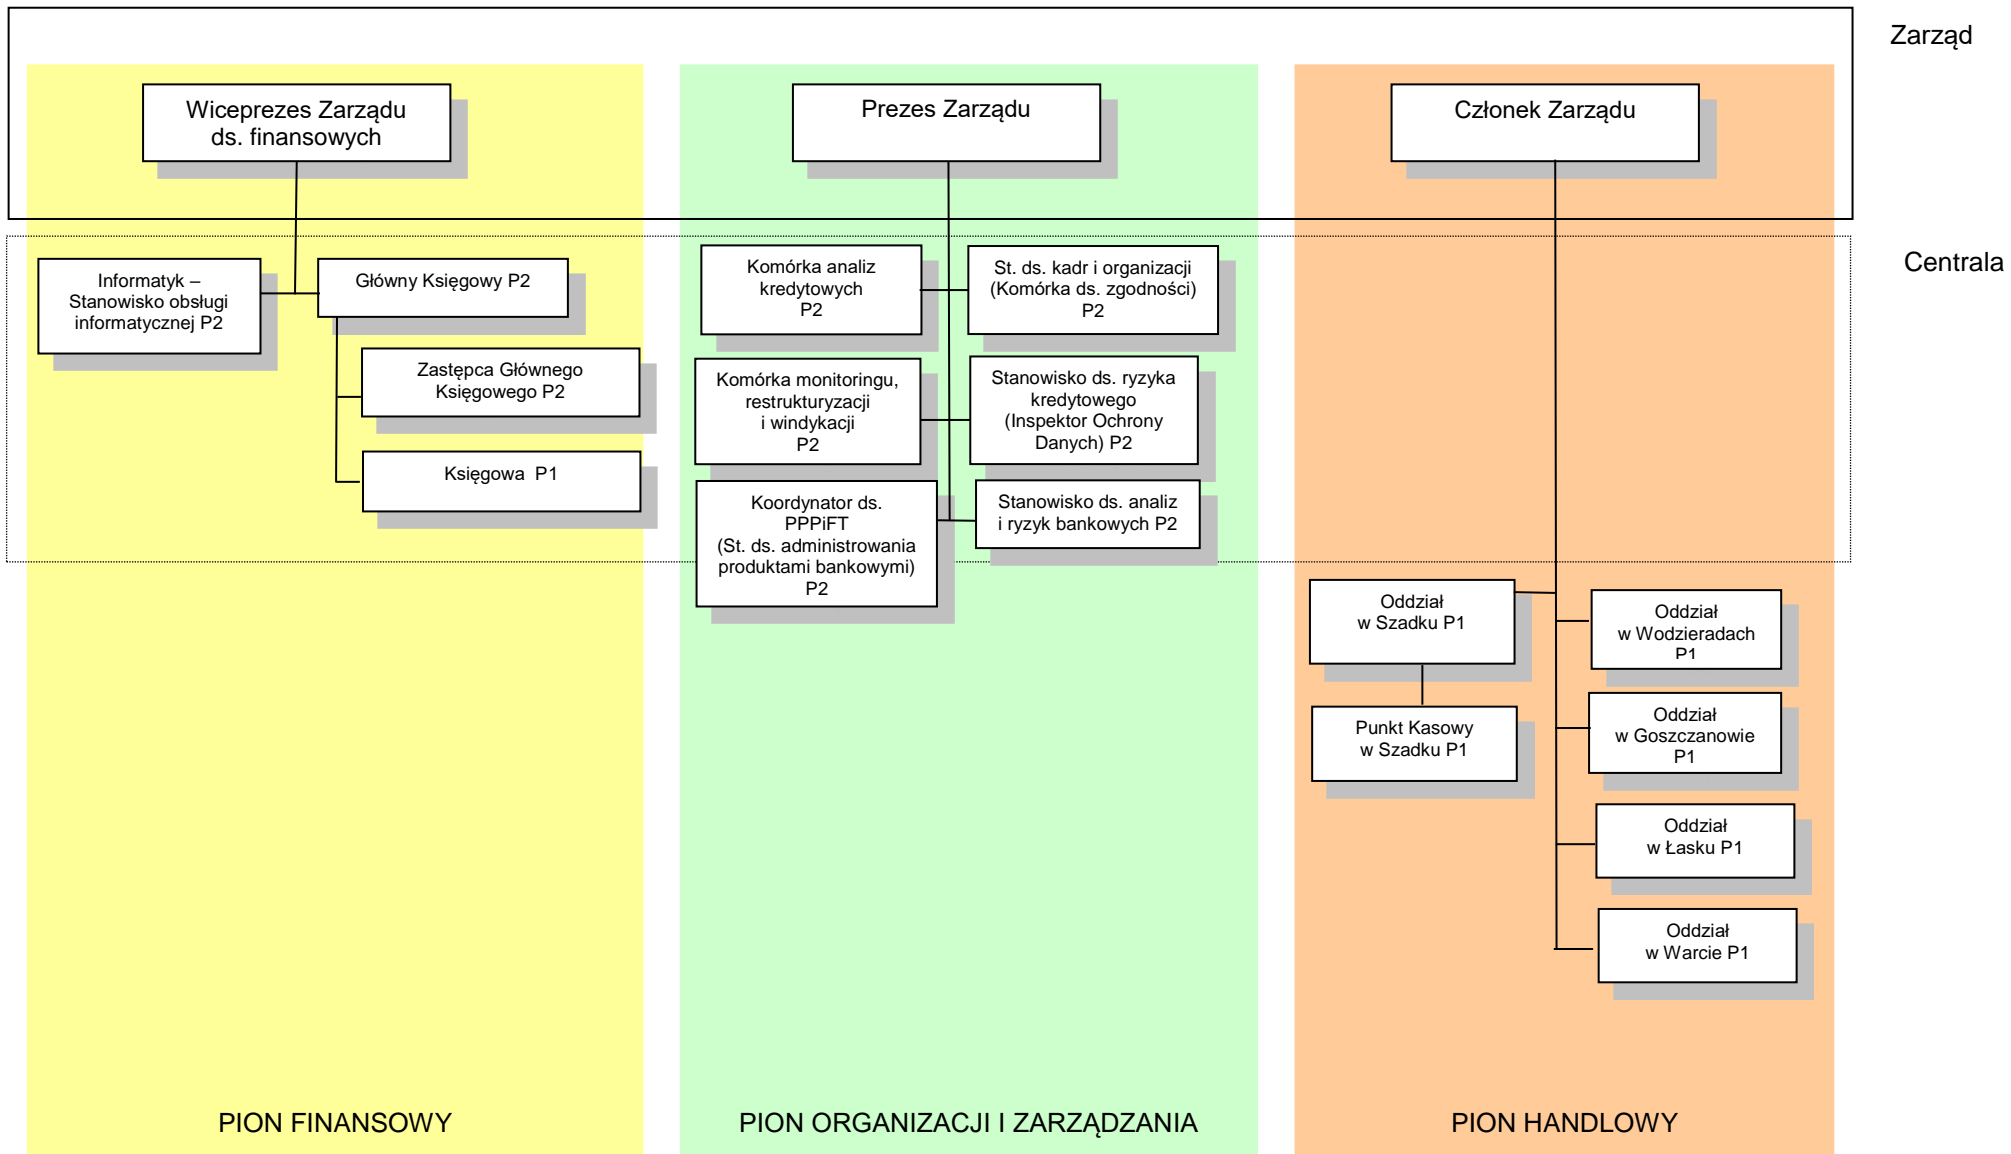 Zarząd
Wiceprezes Zarządu
ds. finansowych
Prezes Zarządu
Członek Zarządu
Centrala
Informatyk –
Stanowisko obsługi
informatycznej P2
Główny Księgowy P2
Zastępca Głównego
Księgowego P2
Księgowa  P1
Komórka analiz
kredytowych
P2
St. ds. kadr i organizacji
(Komórka ds. zgodności)
P2
Komórka monitoringu,
restrukturyzacji
i windykacji
P2
Stanowisko ds. ryzyka
kredytowego
(Inspektor Ochrony
Danych) P2
Koordynator ds.
PPPiFT
(St. ds. administrowania
produktami bankowymi)
P2
Stanowisko ds. analiz
i ryzyk bankowych P2
Oddział
w Szadku P1
Punkt Kasowy
w Szadku P1
Oddział
w Wodzieradach
P1
Oddział
w Goszczanowie
P1
Oddział
w Łasku P1
Oddział
w Warcie P1
PION FINANSOWY
PION ORGANIZACJI I ZARZĄDZANIA
PION HANDLOWY